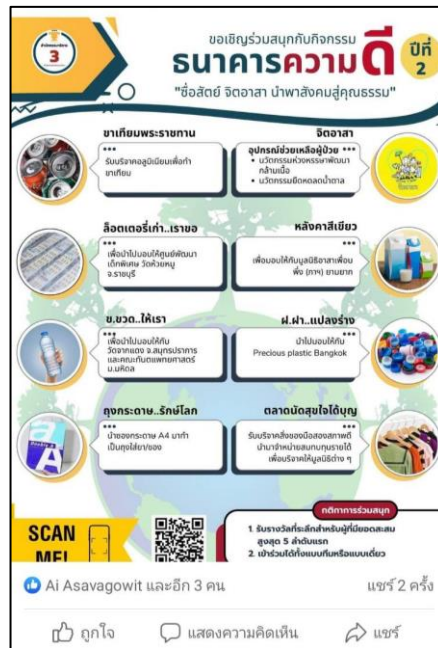 3
ขอเชิญร่วมสนุกกับกิจกรรม
ธนาคารความดี
ปีที่ 2
"ซื่อสัตย์ จิตอาสา นำพาสังคมสู่คุณธรรม"
ขาเทียมพระราชทาน
รับบริจาคอลูมิเนียมเพื่อทำ
ขาเทียม
จิตอาสา
อุปกรณ์ช่วยเหลือผู้ป่วย
• นวัตกรรมห่วงหรรษาพัฒนา
กล้ามเนื้อ
• นวัตกรรมยืดหดลดน้ำตาล
ล็อตเตอรี่เก่า..เราขอ
เพื่อนำไปมอบให้ศูนย์พัฒนา
เด็กพิเศษ วัดห้วยหมู
จ.ราชบุรี
หลังคาสีเขียว
เพื่อมอบให้กับมูลนิธิอาสาเพื่อน
พึ่ง (ภาฯ) ยามยาก
ข.ขวด..ให้เรา
เพื่อนำไปมอบให้กับ
วัดจากแดง จ.สมุทรปราการ
และคณะทันตแพทยศาสตร์
ม.มหิดล
ฝ.ฝา..แปลงร่าง
นำไปมอบให้กับ
Precious plastic Bangkok
ถุงกระดาษ..รักษ์โลก
นำซองกระดาษ A4 มาทำ
เป็นถุงใส่ยา/ของ
ตลาดนัดสุขใจได้บุญ
รับบริจาคสิ่งของมือสองสภาพดี
นำมาจำหน่ายสมทบทุนรายได้
เพื่อบริจาคให้มูลนิธิต่าง ๆ
SCAN
ME!
กติกาการร่วมสนุก
1. รับรางวัลที่ระลึกสำหรับผู้ที่มียอดสะสม
สูงสุด 5 ลำดับแรก
2. เข้าร่วมได้ทั้งแบบทีมหรือแบบเดี่ยว
Ai Asavagowit และอีก 3 คน
แชร์ 2 ครั้ง
ถูกใจ
แสดงความคิดเห็น
แชร์